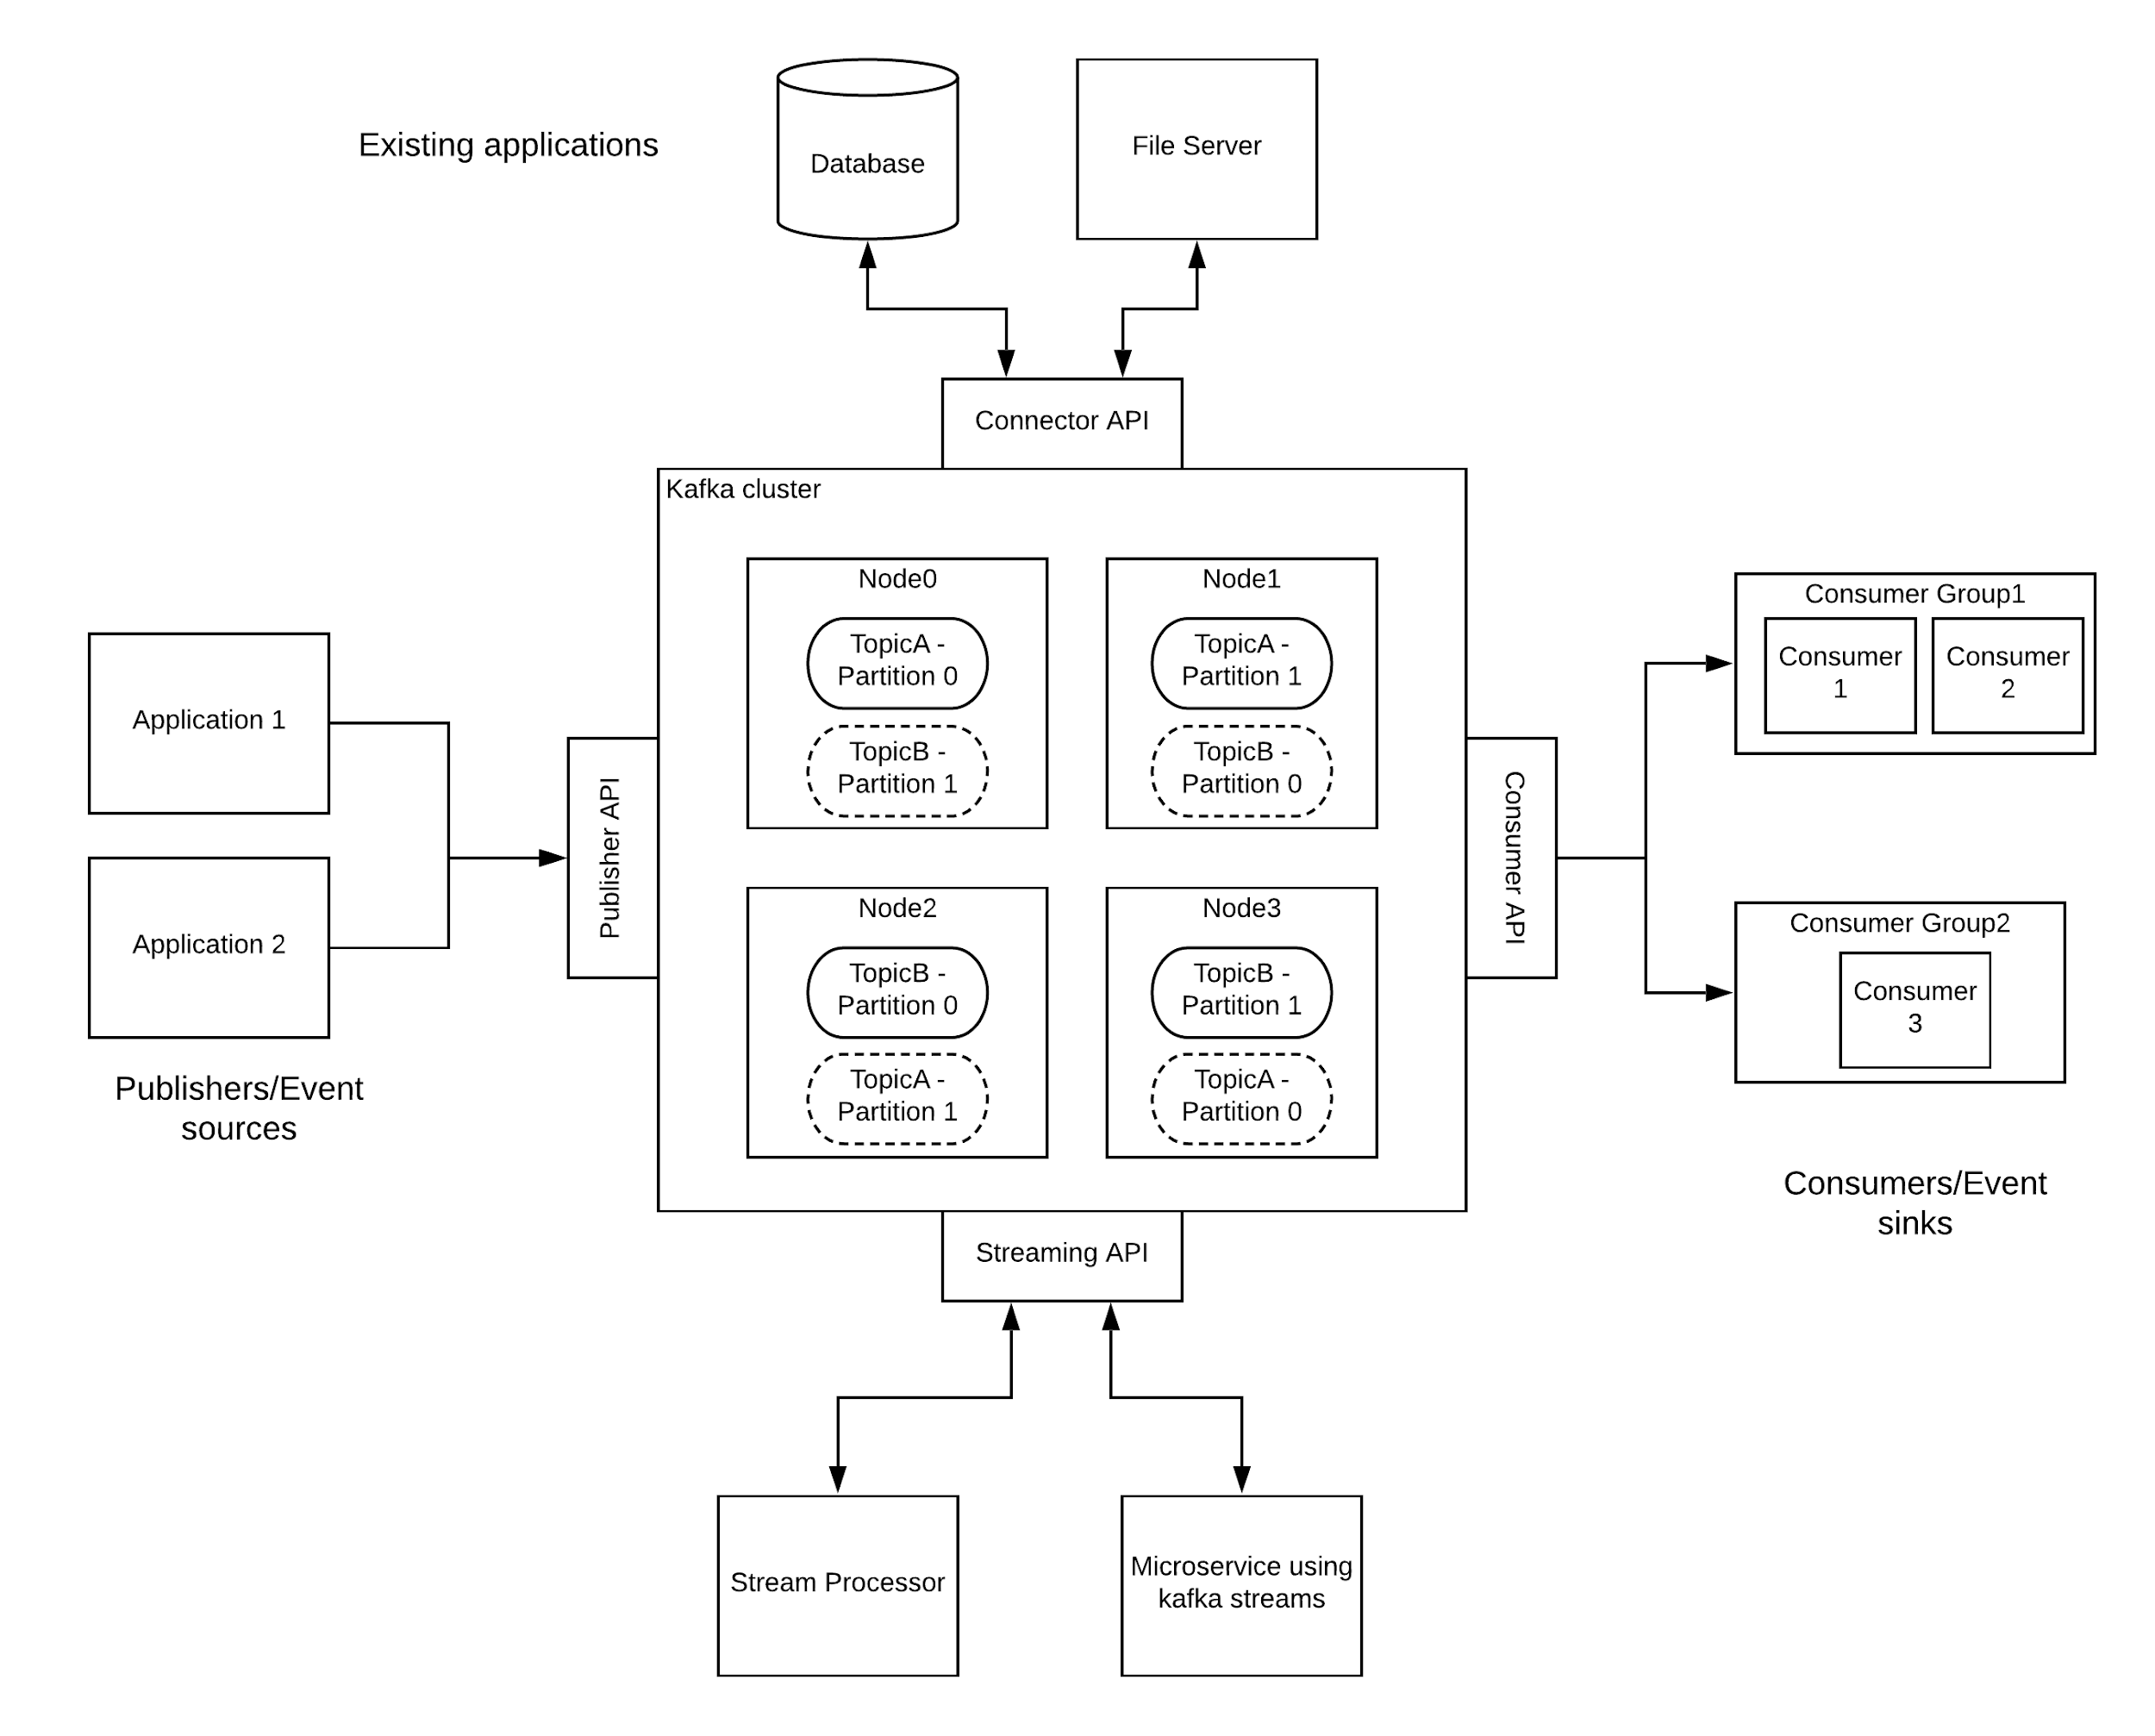 Existing applications
Database
File Server
Connector API
Kafka cluster
Node0
TopicA -
Partition 0
TopicB -
Partition 1
Node1
TopicA -
Partition 1
TopicB -
Partition 0
Node2
TopicB -
Partition 0
TopicA -
Partition 1
Node3
TopicB -
Partition 1
TopicA -
Partition 0
Application 1
Application 2
Publishers/Event
sources
Publisher API
Consumer API
Consumer Group1
Consumer
1
Consumer
2
Consumer Group2
Consumer
3
Consumers/Event
sinks
Streaming API
Stream Processor
Microservice using
kafka streams